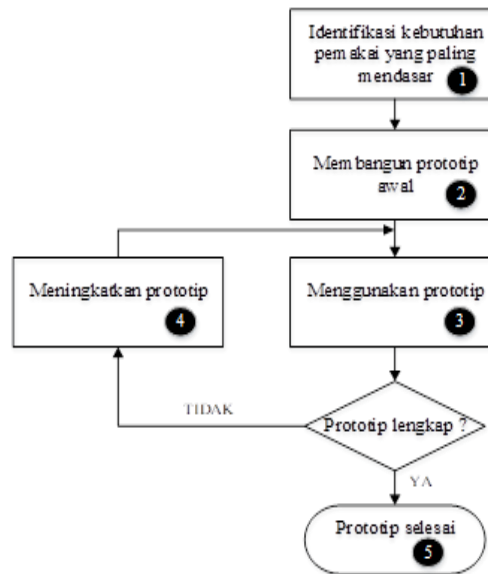 Identifikasi kebutuhan
pemakai yang paling
mendasar
1
Membangun prototip
awal
2
Meningkatkan prototip
4
Menggunakan prototip
3
TIDAK
Prototip lengkap ?
YA
Prototip selesai
5